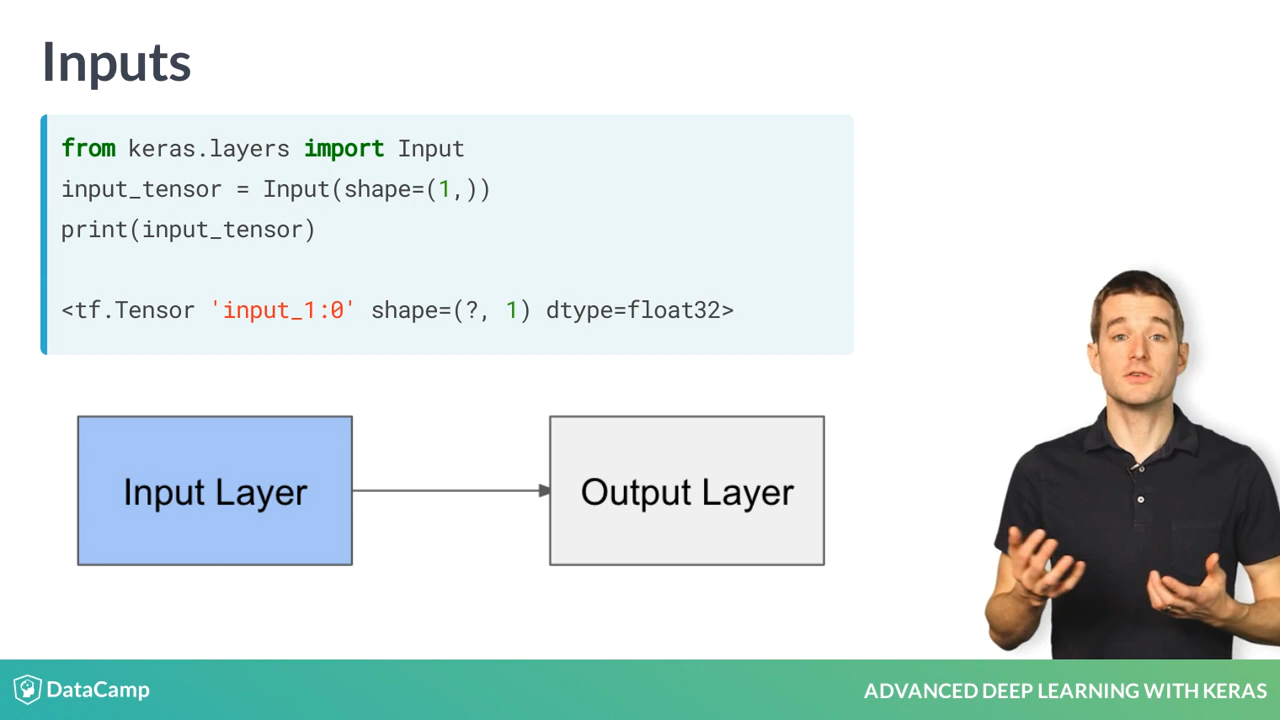 Inputs
from keras.layers import Input
input_tensor = Input(shape=(1,))
print(input_tensor)
<tf.Tensor 'input_1:0' shape=(?, 1) dtype=float32>
Input Layer
Output Layer
DataCamp
ADVANCED DEEP LEARNING WITH KERAS